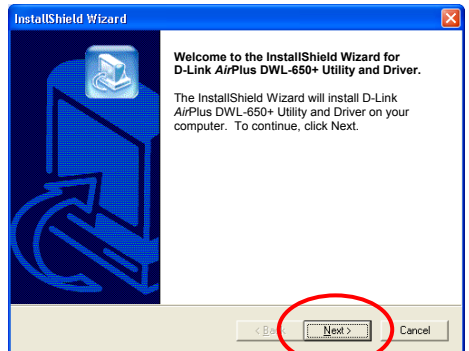 InstallShield Wizard
Welcome to the InstallShield Wizard for
D-Link AirPlus DWL-650+ Utility and Driver.
The InstallShield Wizard will install D-Link
AirPlus DWL-650+ Utility and Driver on your
computer. To continue, click Next.
< Back Next > Cancel